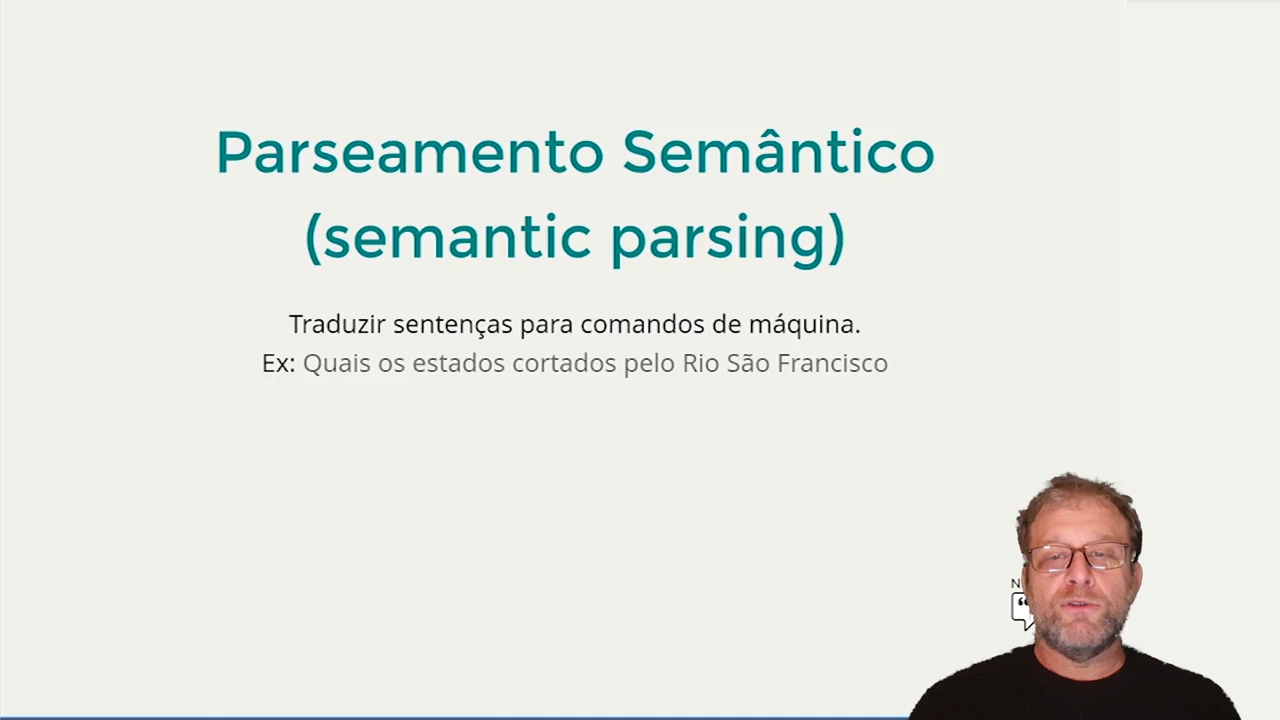 Parseamento Semântico
(semantic parsing)
Traduzir sentenças para comandos de máquina.
Ex: Quais os estados cortados pelo Rio São Francisco